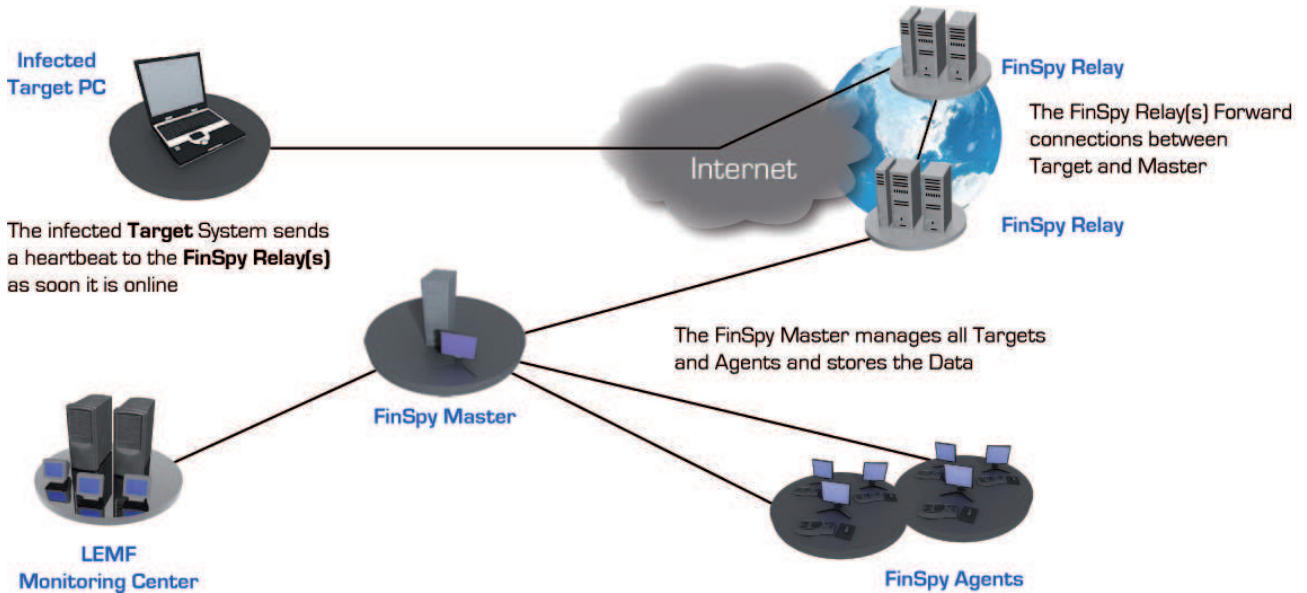 Infected
Target PC
FinSpy Relay
The FinSpy Relay(s) Forward
connections between
Target and Master
Internet
FinSpy Relay
The infected Target System sends
a heartbeat to the FinSpy Relay(s)
as soon it is online
The FinSpy Master manages all Targets
and Agents and stores the Data
FinSpy Master
LEMF
Monitoring Center
FinSpy Agents